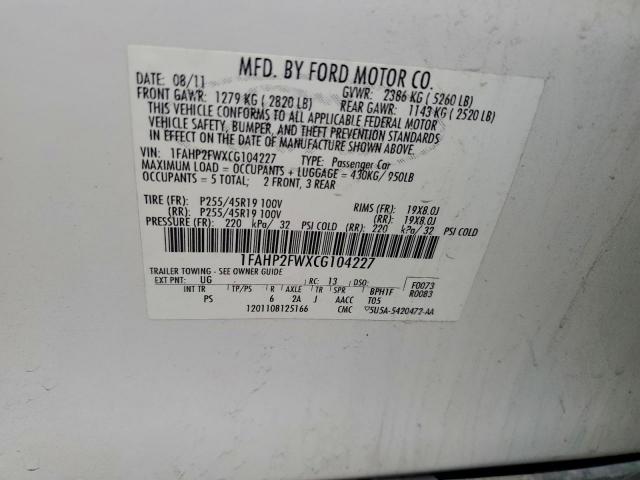 MFD. BY FORD MOTOR CO.
DATE: 08/11 GVWR: 2386 KG ( 5260 LB)
FRONT GAWR: 1279 KG ( 2820 LB) REAR GAWR: 1143 KG ( 2520 LB)
THIS VEHICLE CONFORMS TO ALL APPLICABLE FEDERAL MOTOR
VEHICLE SAFETY, BUMPER, AND THEFT PREVENTION STANDARDS
IN EFFECT ON THE DATE OF MANUFACTURE SHOWN ABOVE.
VIN: 1FAHP2FWXCG104227 TYPE: Passenger Car
MAXIMUM LOAD = OCCUPANTS + LUGGAGE = 430KG/ 950LB
OCCUPANTS = 5 TOTAL; 2 FRONT, 3 REAR
TIRE (FR): P255/45R19 100V RIMS (FR): 19X8.0J
(RR): P255/45R19 100V (RR): 19X8.0J
PRESSURE (FR): 220 kPa/ 32 PSI COLD (RR): 220 kPa/ 32 PSI COLD
1FAHP2FWXCG104227
TRAILER TOWING - SEE OWNER GUIDE
EXT PNT: UG RC: 13 DSO: F0073
INT TR TP/PS R AXLE TR SPR BPH1F R0083
PS 6 2A J AACC T05
1201108125166 CMC ▽5U5A-5420472-AA